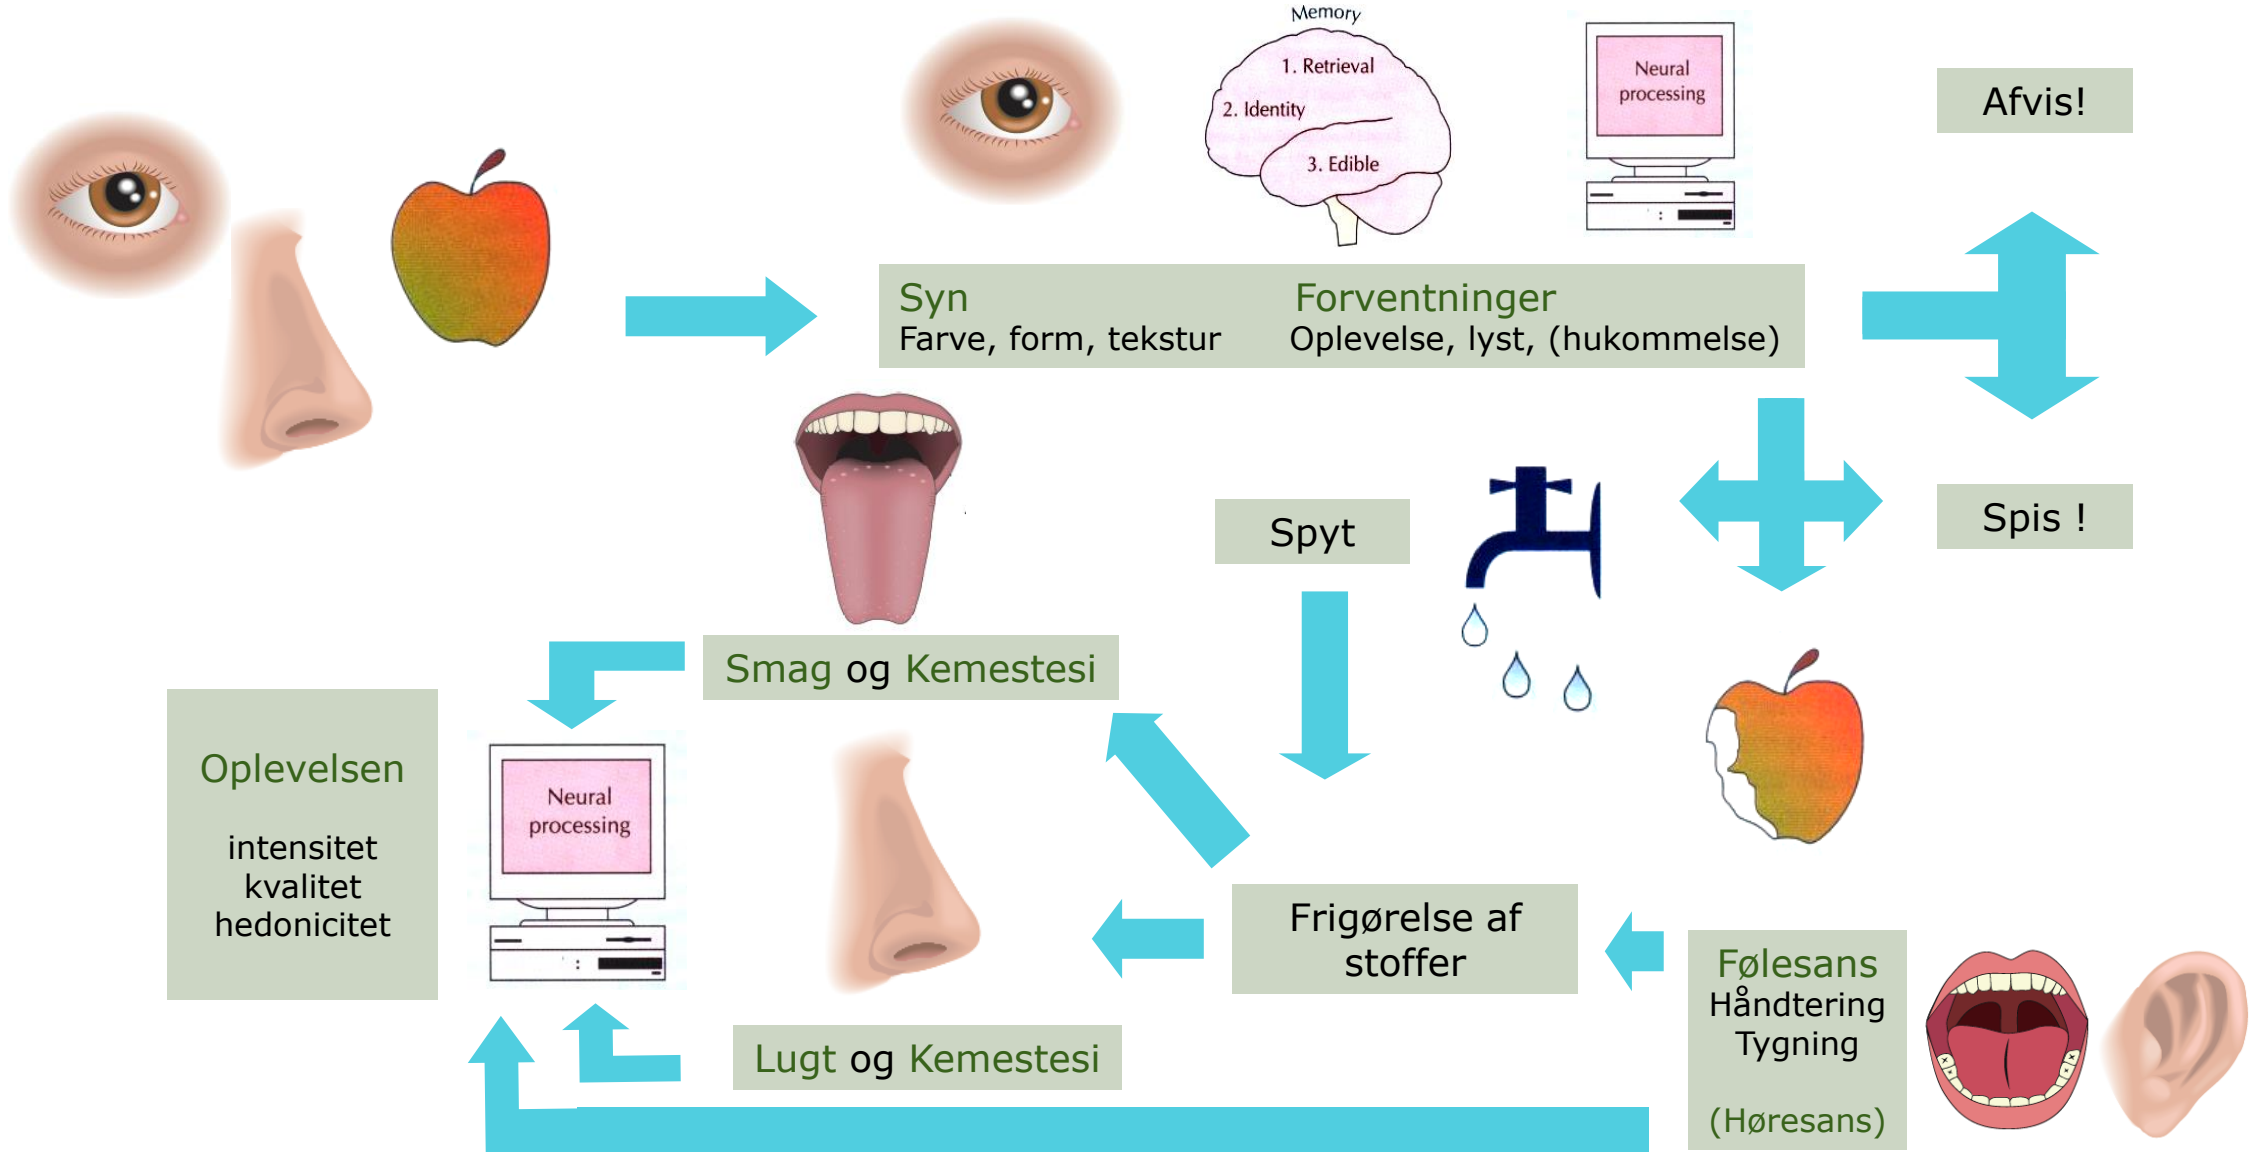 Memory
1. Retrieval
2. Identity
3. Edible
Neural
processing
Afvis!
Syn
Farve, form, tekstur
Forventninger
Oplevelse, lyst, (hukommelse)
Spyt
Spis !
Smag og Kemestesi
Oplevelsen
intensitet
kvalitet
hedonicitet
Neural
processing
Frigørelse af
stoffer
Følesans
Håndtering
Tygning
(Høresans)
Lugt og Kemestesi